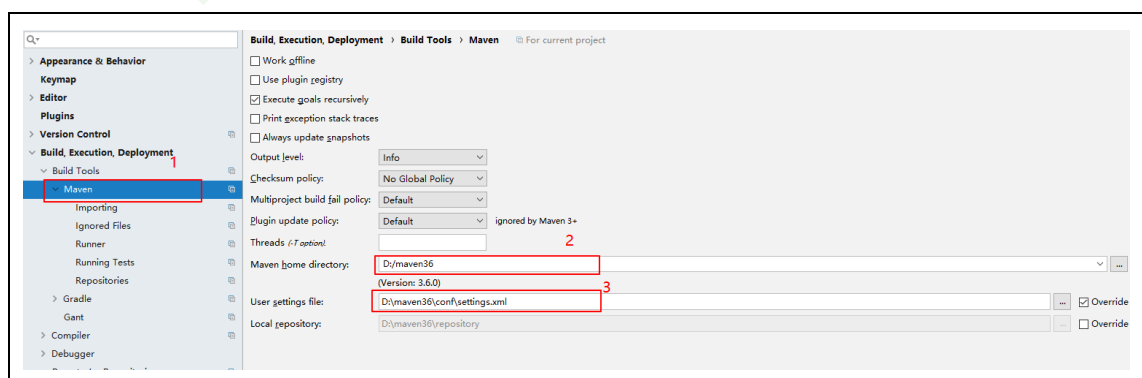 Build, Execution, Deployment › Build Tools › Maven For current project
Appearance & Behavior
Keymap
Editor
Plugins
Version Control
Build, Execution, Deployment
1
Build Tools
Maven
Importing
Ignored Files
Runner
Running Tests
Repositories
Gradle
Gant
Compiler
Debugger
Work offline
Use plugin registry
Execute goals recursively
Print exception stack traces
Always update snapshots
Output level: Info
Checksum policy: No Global Policy
Multiproject build fail policy: Default
Plugin update policy: Default ignored by Maven 3+
Threads (-T option):
2
Maven home directory: D:/maven36 ...
(Version: 3.6.0)
3
User settings file: D:\maven36\conf\settings.xml ... Override
Local repository: D:\maven36\repository ... Override